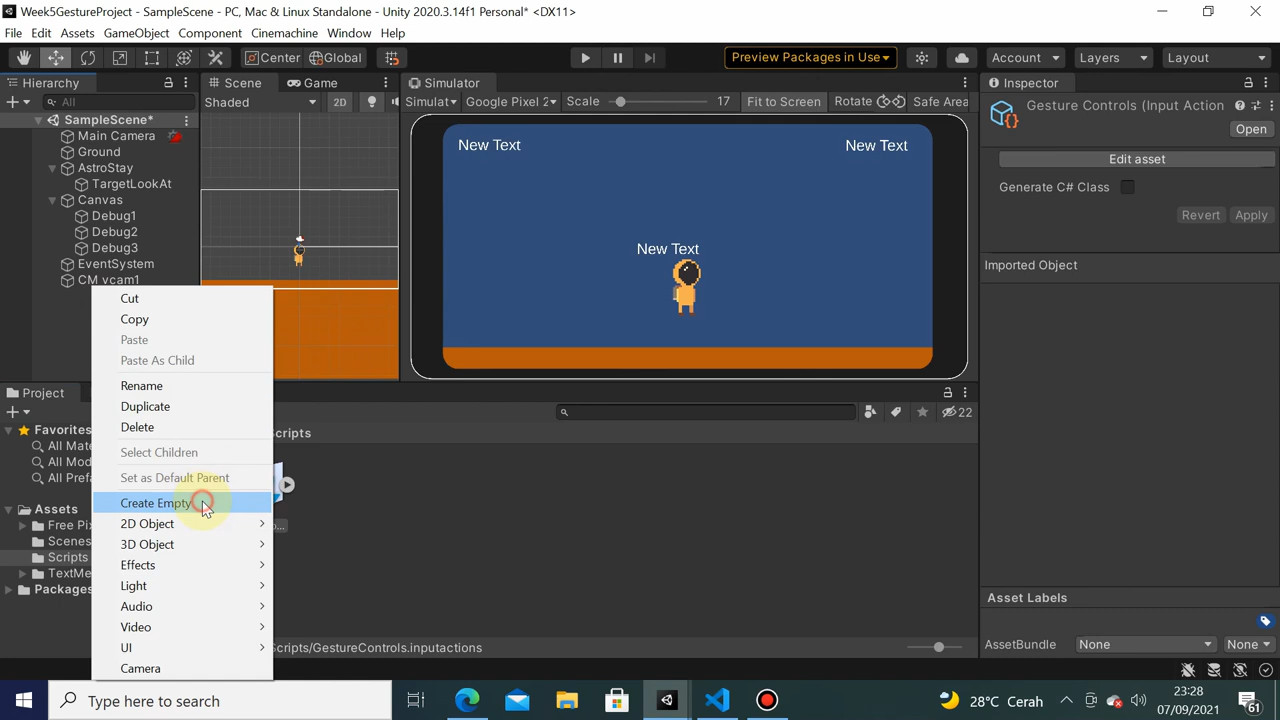 Week5GestureProject - SampleScene - PC, Mac & Linux Standalone - Unity 2020.3.14f1 Personal* <DX11>
File Edit Assets GameObject Component Cinemachine Window Help
Center Global Preview Packages in Use Account Layers Layout
Hierarchy Scene Game Simulator Inspector
All Shaded 2D Simulat Google Pixel 2 Scale 17 Fit to Screen Rotate Safe Area
Gesture Controls (Input Action
Open
SampleScene*
Main Camera
Ground
AstroStay
TargetLookAt
Canvas
Debug1
Debug2
Debug3
EventSystem
CM vcam1
New Text New Text
New Text
Edit asset
Generate C# Class
Revert Apply
Imported Object
Cut
Copy
Paste
Paste As Child
Rename
Duplicate
Delete
Select Children
Set as Default Parent
Create Empty
2D Object
3D Object
Effects
Light
Audio
Video
UI
Camera
Project
22
Favorites
All Mat
All Mod
All Prefa
Assets
Free Pix
Scenes
Scripts
TextMe
Packages
cripts
o...
Scripts/GestureControls.inputactions
Asset Labels
AssetBundle None None
Type here to search
28°C Cerah
23:28
07/09/2021
61